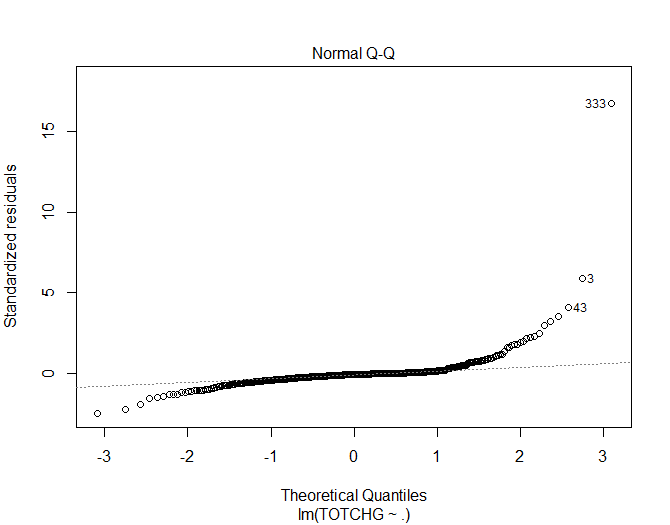 Normal Q-Q
Standardized residuals
15
10
5
0
333
3
43
-3 -2 -1 0 1 2 3
Theoretical Quantiles
lm(TOTCHG ~ .)